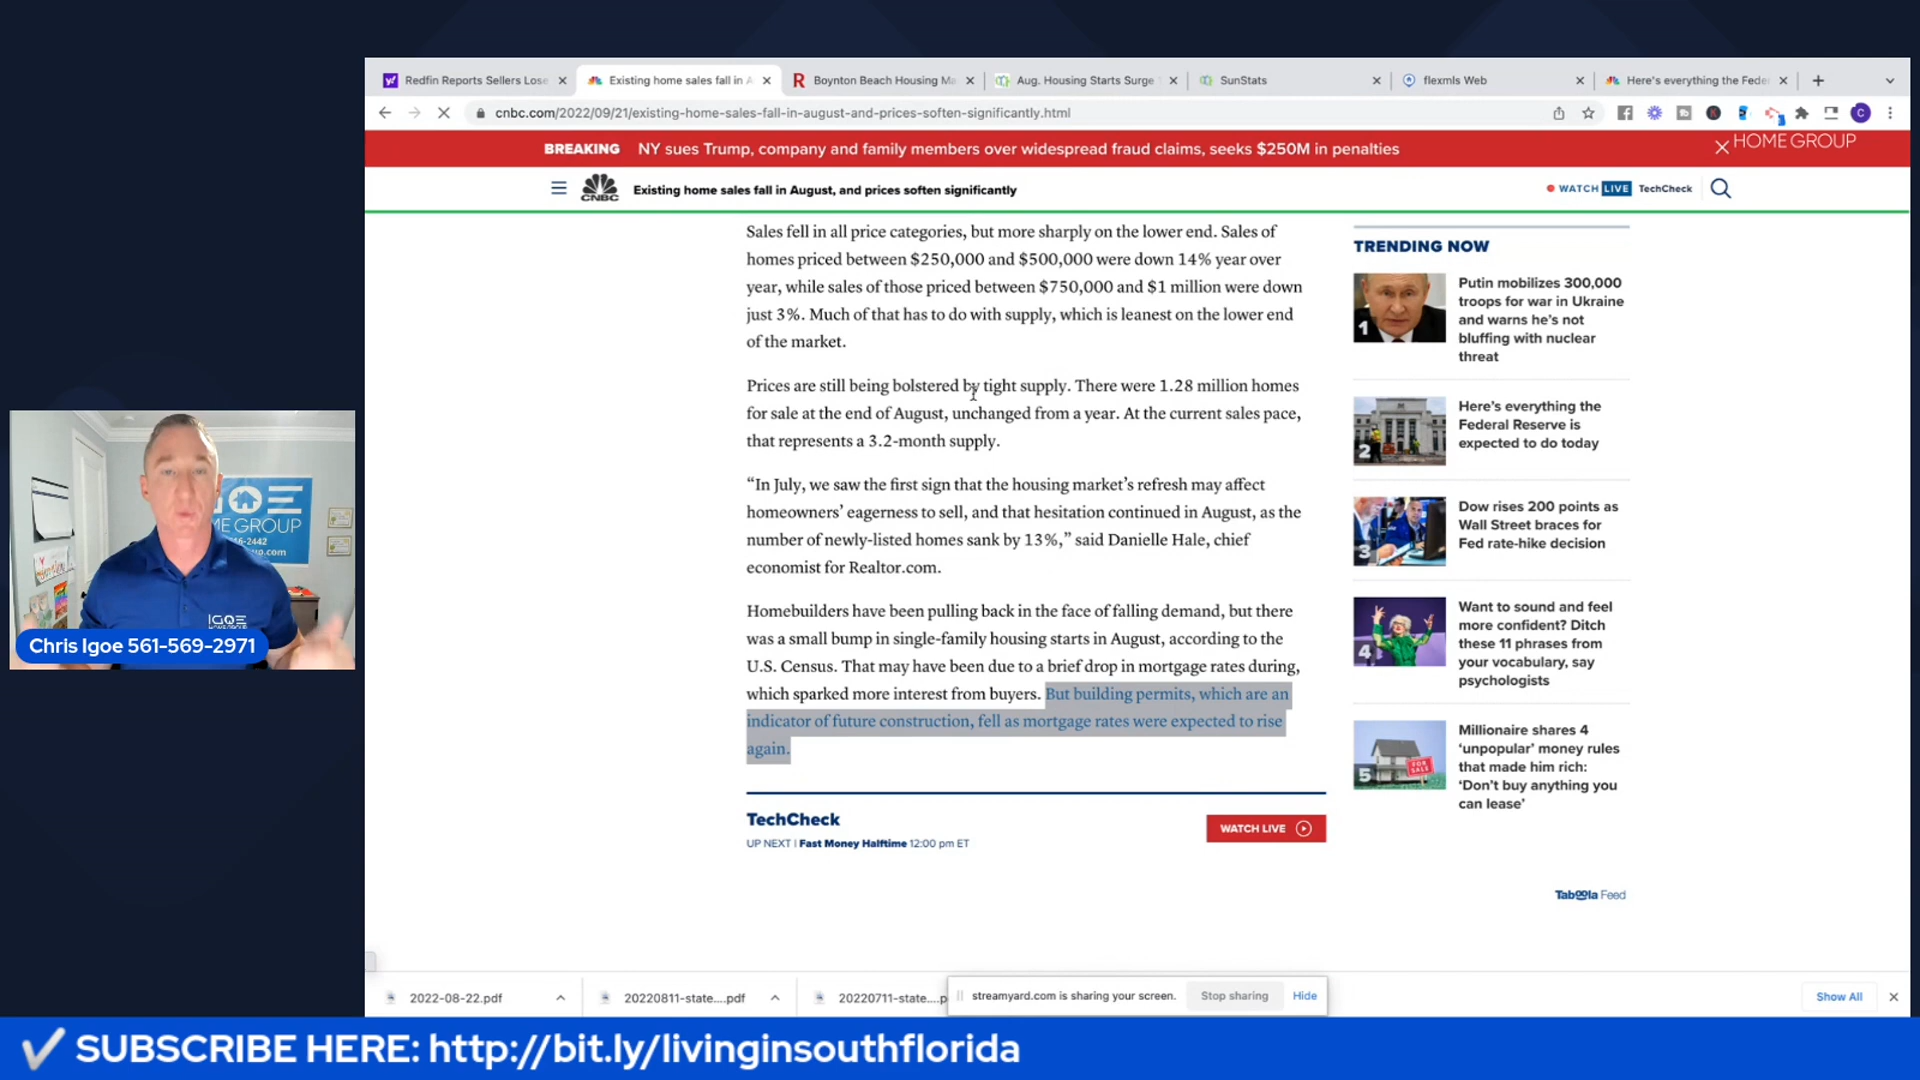 Redfin Reports Sellers Lose
Existing home sales fall in A
Boynton Beach Housing Ma
Aug. Housing Starts Surge
SunStats
flexmls Web
Here's everything the Fede
cnbc.com/2022/09/21/existing-home-sales-fall-in-august-and-prices-soften-significantly.html
BREAKING NY sues Trump, company and family members over widespread fraud claims, seeks $250M in penalties
HOME GROUP
CNBC
Existing home sales fall in August, and prices soften significantly
WATCH LIVE TechCheck
Sales fell in all price categories, but more sharply on the lower end. Sales of
homes priced between $250,000 and $500,000 were down 14% year over
year, while sales of those priced between $750,000 and $1 million were down
just 3%. Much of that has to do with supply, which is leanest on the lower end
of the market.
Prices are still being bolstered by tight supply. There were 1.28 million homes
for sale at the end of August, unchanged from a year. At the current sales pace,
that represents a 3.2-month supply.
“In July, we saw the first sign that the housing market’s refresh may affect
homeowners’ eagerness to sell, and that hesitation continued in August, as the
number of newly-listed homes sank by 13%,” said Danielle Hale, chief
economist for Realtor.com.
Homebuilders have been pulling back in the face of falling demand, but there
was a small bump in single-family housing starts in August, according to the
U.S. Census. That may have been due to a brief drop in mortgage rates during,
which sparked more interest from buyers. But building permits, which are an
indicator of future construction, fell as mortgage rates were expected to rise
again.
TechCheck
UP NEXT | Fast Money Halftime 12:00 pm ET
WATCH LIVE
TRENDING NOW
1
Putin mobilizes 300,000
troops for war in Ukraine
and warns he’s not
bluffing with nuclear
threat
2
Here’s everything the
Federal Reserve is
expected to do today
3
Dow rises 200 points as
Wall Street braces for
Fed rate-hike decision
4
Want to sound and feel
more confident? Ditch
these 11 phrases from
your vocabulary, say
psychologists
5
FOR SALE
Millionaire shares 4
‘unpopular’ money rules
that made him rich:
‘Don’t buy anything you
can lease’
Taboola Feed
ME GROUP
46-2442
IGOE
HOME GROUP
Chris Igoe 561-569-2971
2022-08-22.pdf
20220811-state....pdf
20220711-state....p
streamyard.com is sharing your screen.
Stop sharing
Hide
Show All
SUBSCRIBE HERE: http://bit.ly/livinginsouthflorida